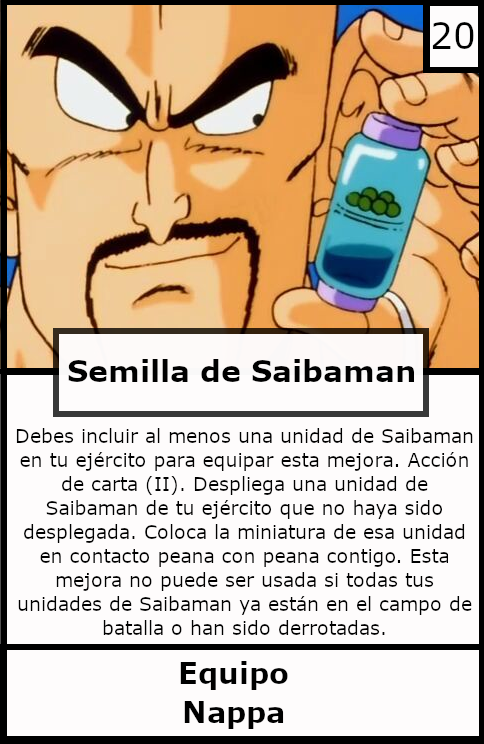 20
Semilla de Saibaman
Debes incluir al menos una unidad de Saibaman
en tu ejército para equipar esta mejora. Acción
de carta (II). Despliega una unidad de
Saibaman de tu ejército que no haya sido
desplegada. Coloca la miniatura de esa unidad
en contacto peana con peana contigo. Esta
mejora no puede ser usada si todas tus
unidades de Saibaman ya están en el campo de
batalla o han sido derrotadas.
Equipo
Nappa